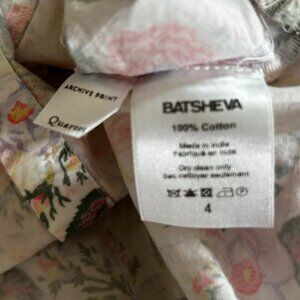 ARCHIVE PRINT
BATSHEVA
100% Cotton
Made in India
Fabriqué en Inde
Dry clean only
Sec nettoyer seulement
4